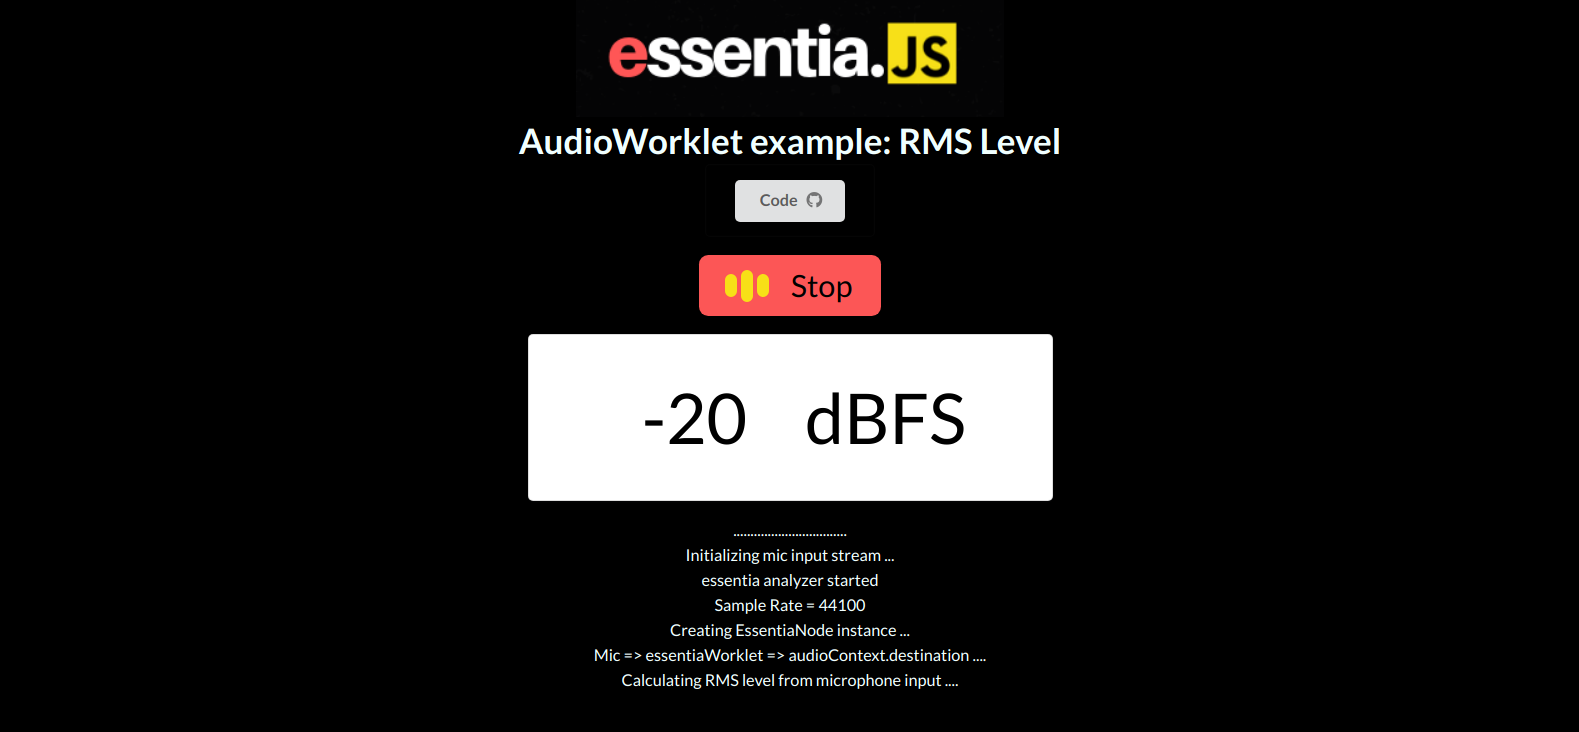 essentia.JS
AudioWorklet example: RMS Level
Code
Stop
-20 dBFS
.................................
Initializing mic input stream ...
essentia analyzer started
Sample Rate = 44100
Creating EssentiaNode instance ...
Mic => essentiaWorklet => audioContext.destination ....
Calculating RMS level from microphone input ....